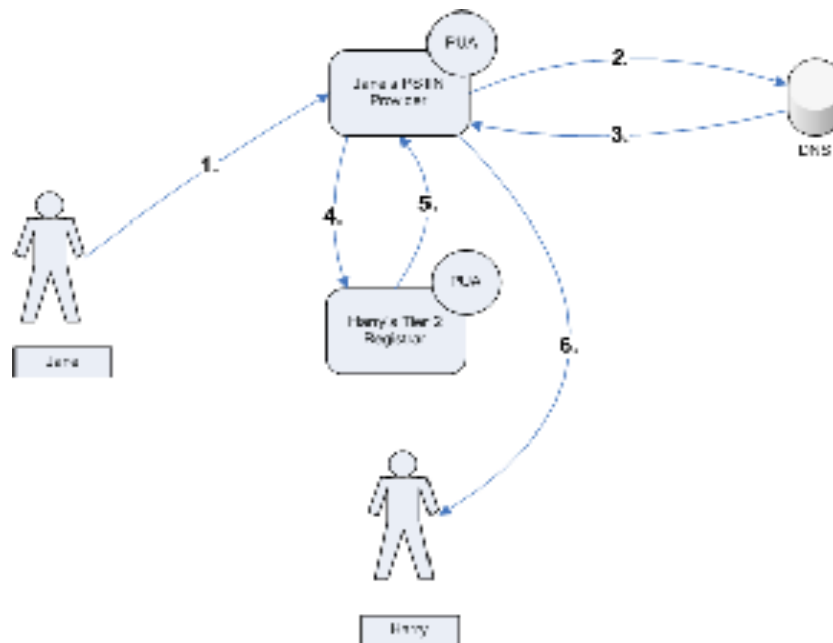 PUA
Jane's PSTN
Provider
2.
3.
DNS
1.
4.
5.
PUA
Harry's Tier 2
Registrar
6.
Jane
Harry